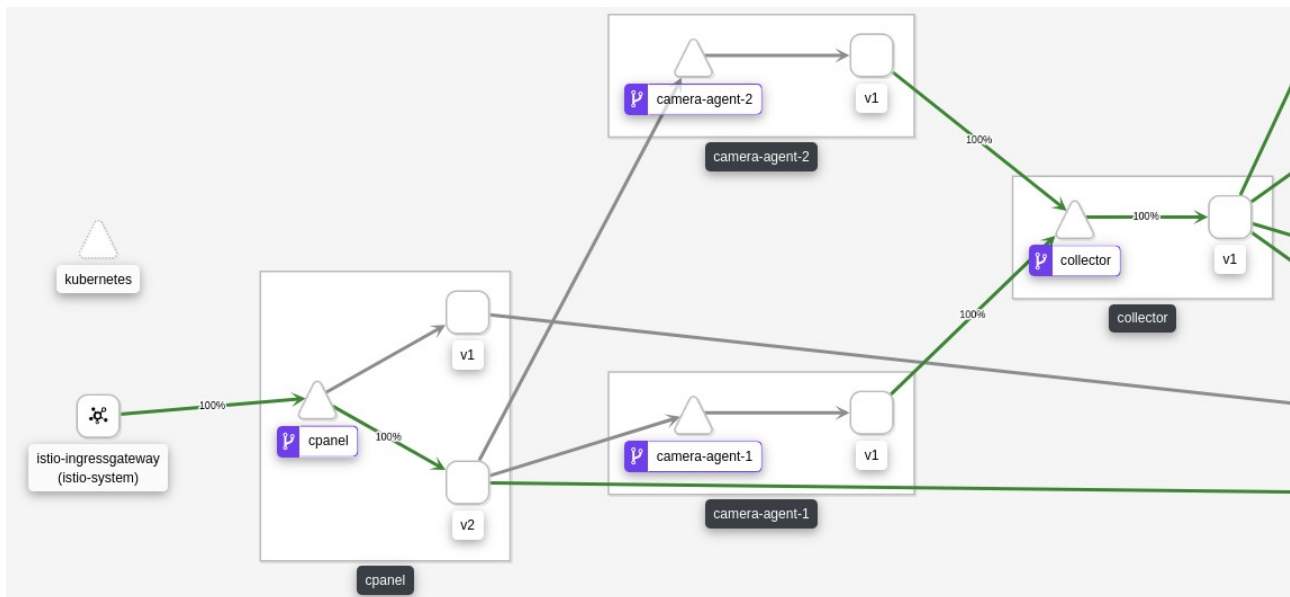 camera-agent-2
v1
camera-agent-2
100%
100%
collector
v1
collector
kubernetes
v1
100%
100%
cpanel
100%
istio-ingressgateway
(istio-system)
v2
cpanel
camera-agent-1
v1
camera-agent-1